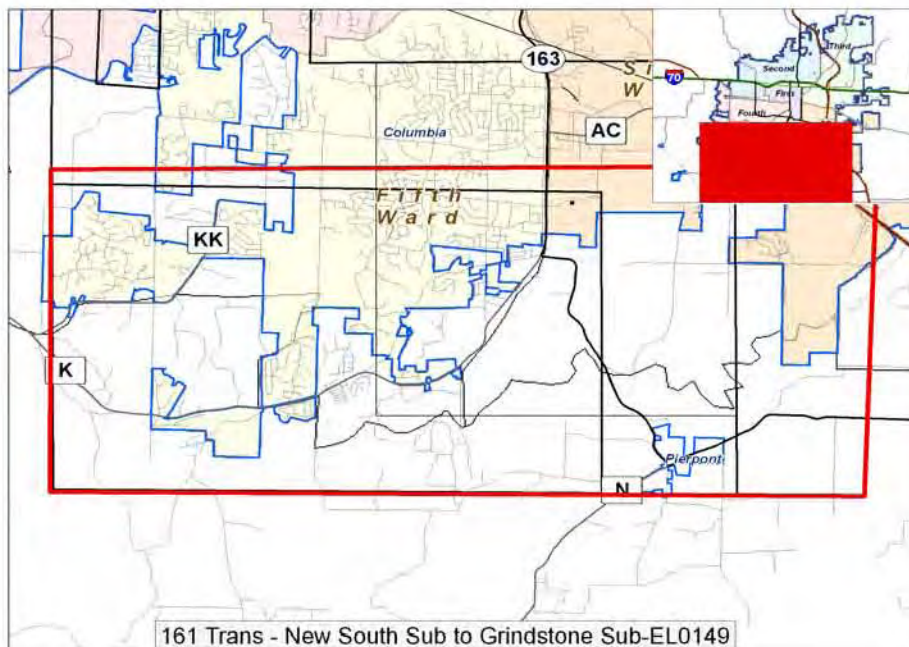 163
S i
W
70
Third
Second
First
Fourth
Columbia
AC
Fifth
Ward
KK
K
Pierpont
N
161 Trans - New South Sub to Grindstone Sub-EL0149